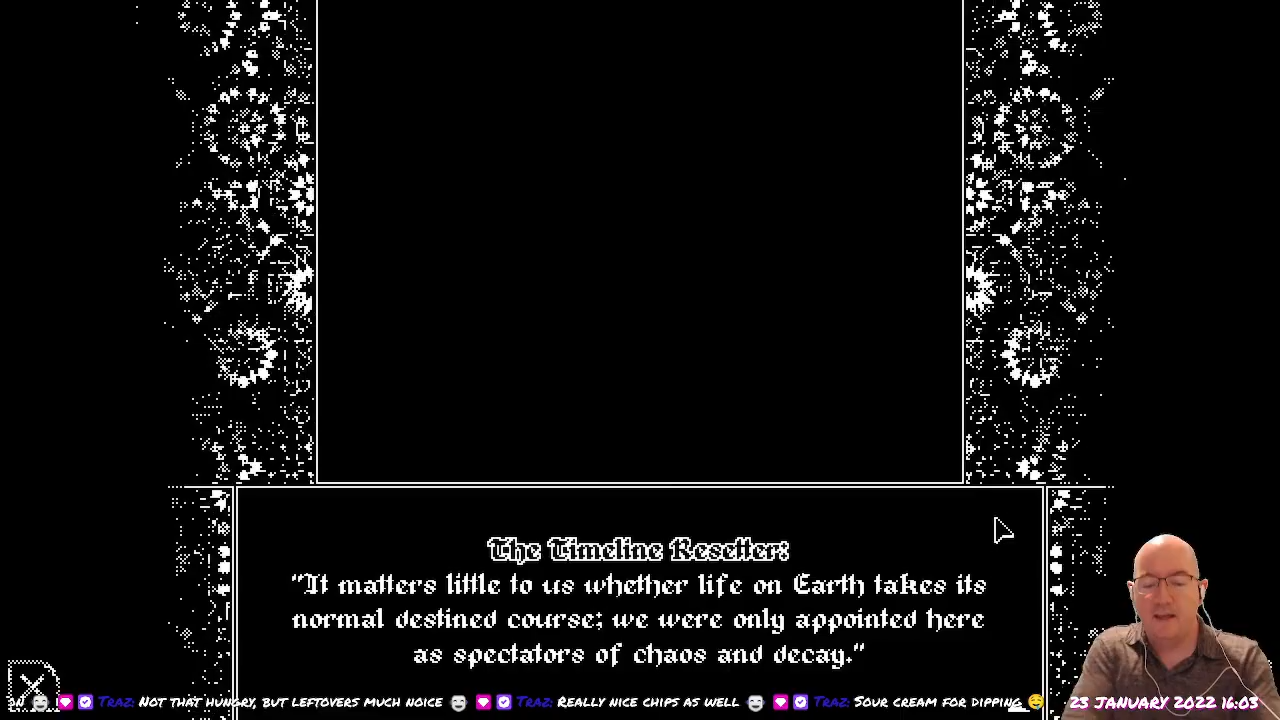 The Timeline Resetter:
"It matters little to us whether life on Earth takes its
normal destined course; we were only appointed here
as spectators of chaos and decay."
on Traz: Not that hungry, but leftovers much noice Traz: Really nice chips as well Traz: Sour cream for dipping
23 January 2022 16:03